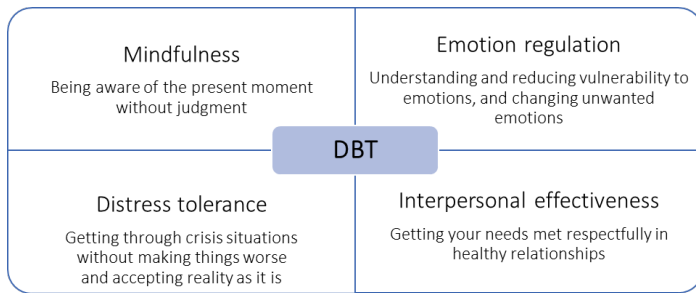 Mindfulness
Being aware of the present moment
without judgment
Emotion regulation
Understanding and reducing vulnerability to
emotions, and changing unwanted
emotions
DBT
Distress tolerance
Getting through crisis situations
without making things worse
and accepting reality as it is
Interpersonal effectiveness
Getting your needs met respectfully in
healthy relationships